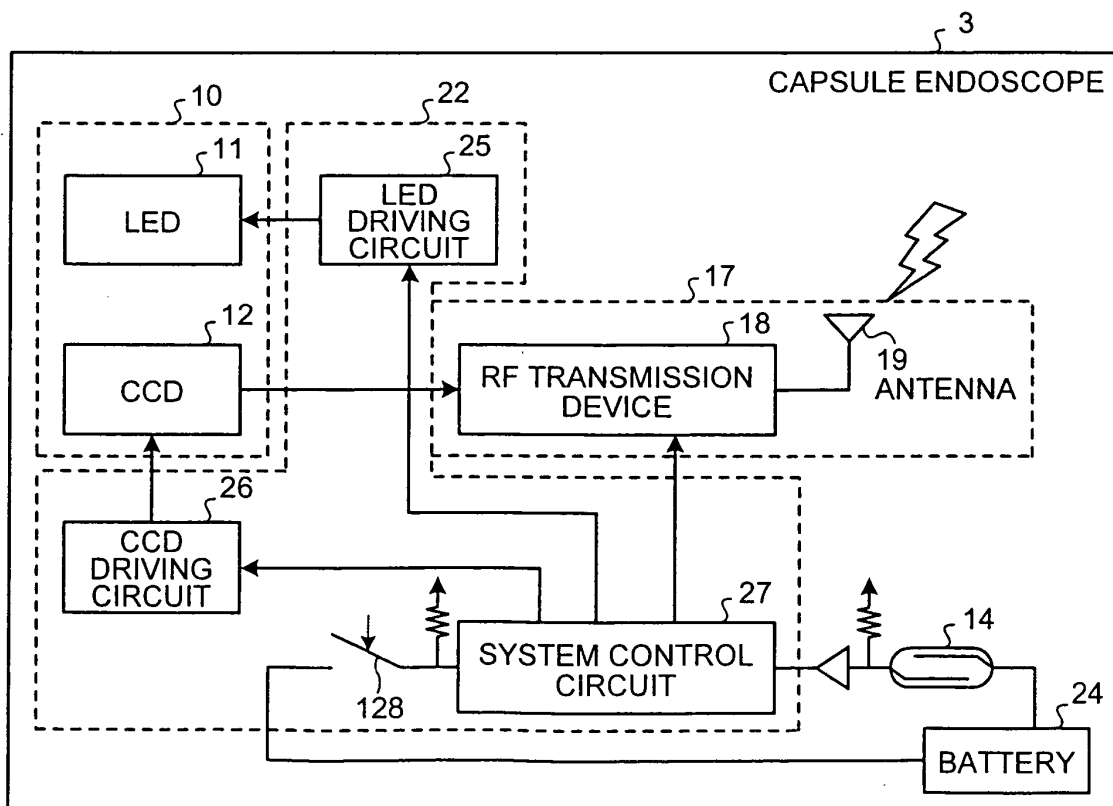 3
CAPSULE ENDOSCOPE
10
22
11
25
LED
LED
DRIVING
CIRCUIT
17
12
18
19
CCD
RF TRANSMISSION
DEVICE
ANTENNA
26
CCD
DRIVING
CIRCUIT
27
14
128
SYSTEM CONTROL
CIRCUIT
24
BATTERY